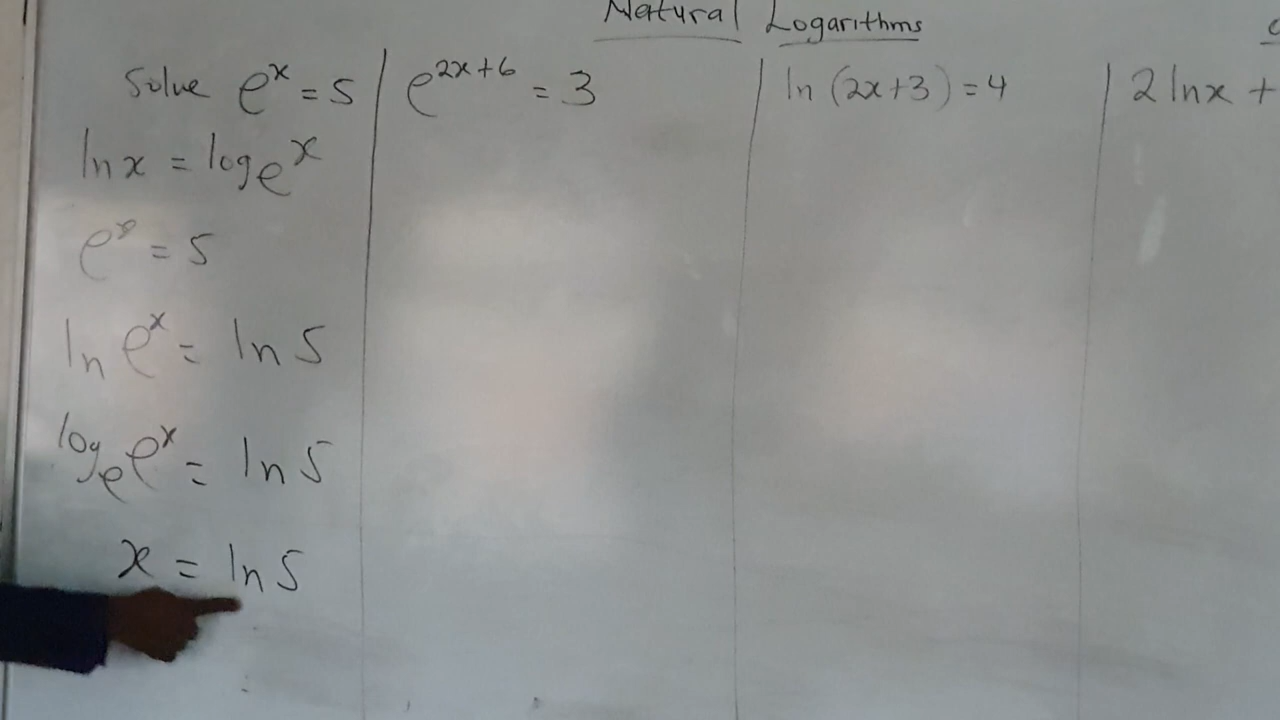 Natural Logarithms
Solve e^x = 5
ln x = log_e x
e^x = 5
ln e^x = ln 5
log_e e^x = ln 5
x = ln 5
e^{2x+6} = 3
ln (2x+3) = 4
2 ln x +